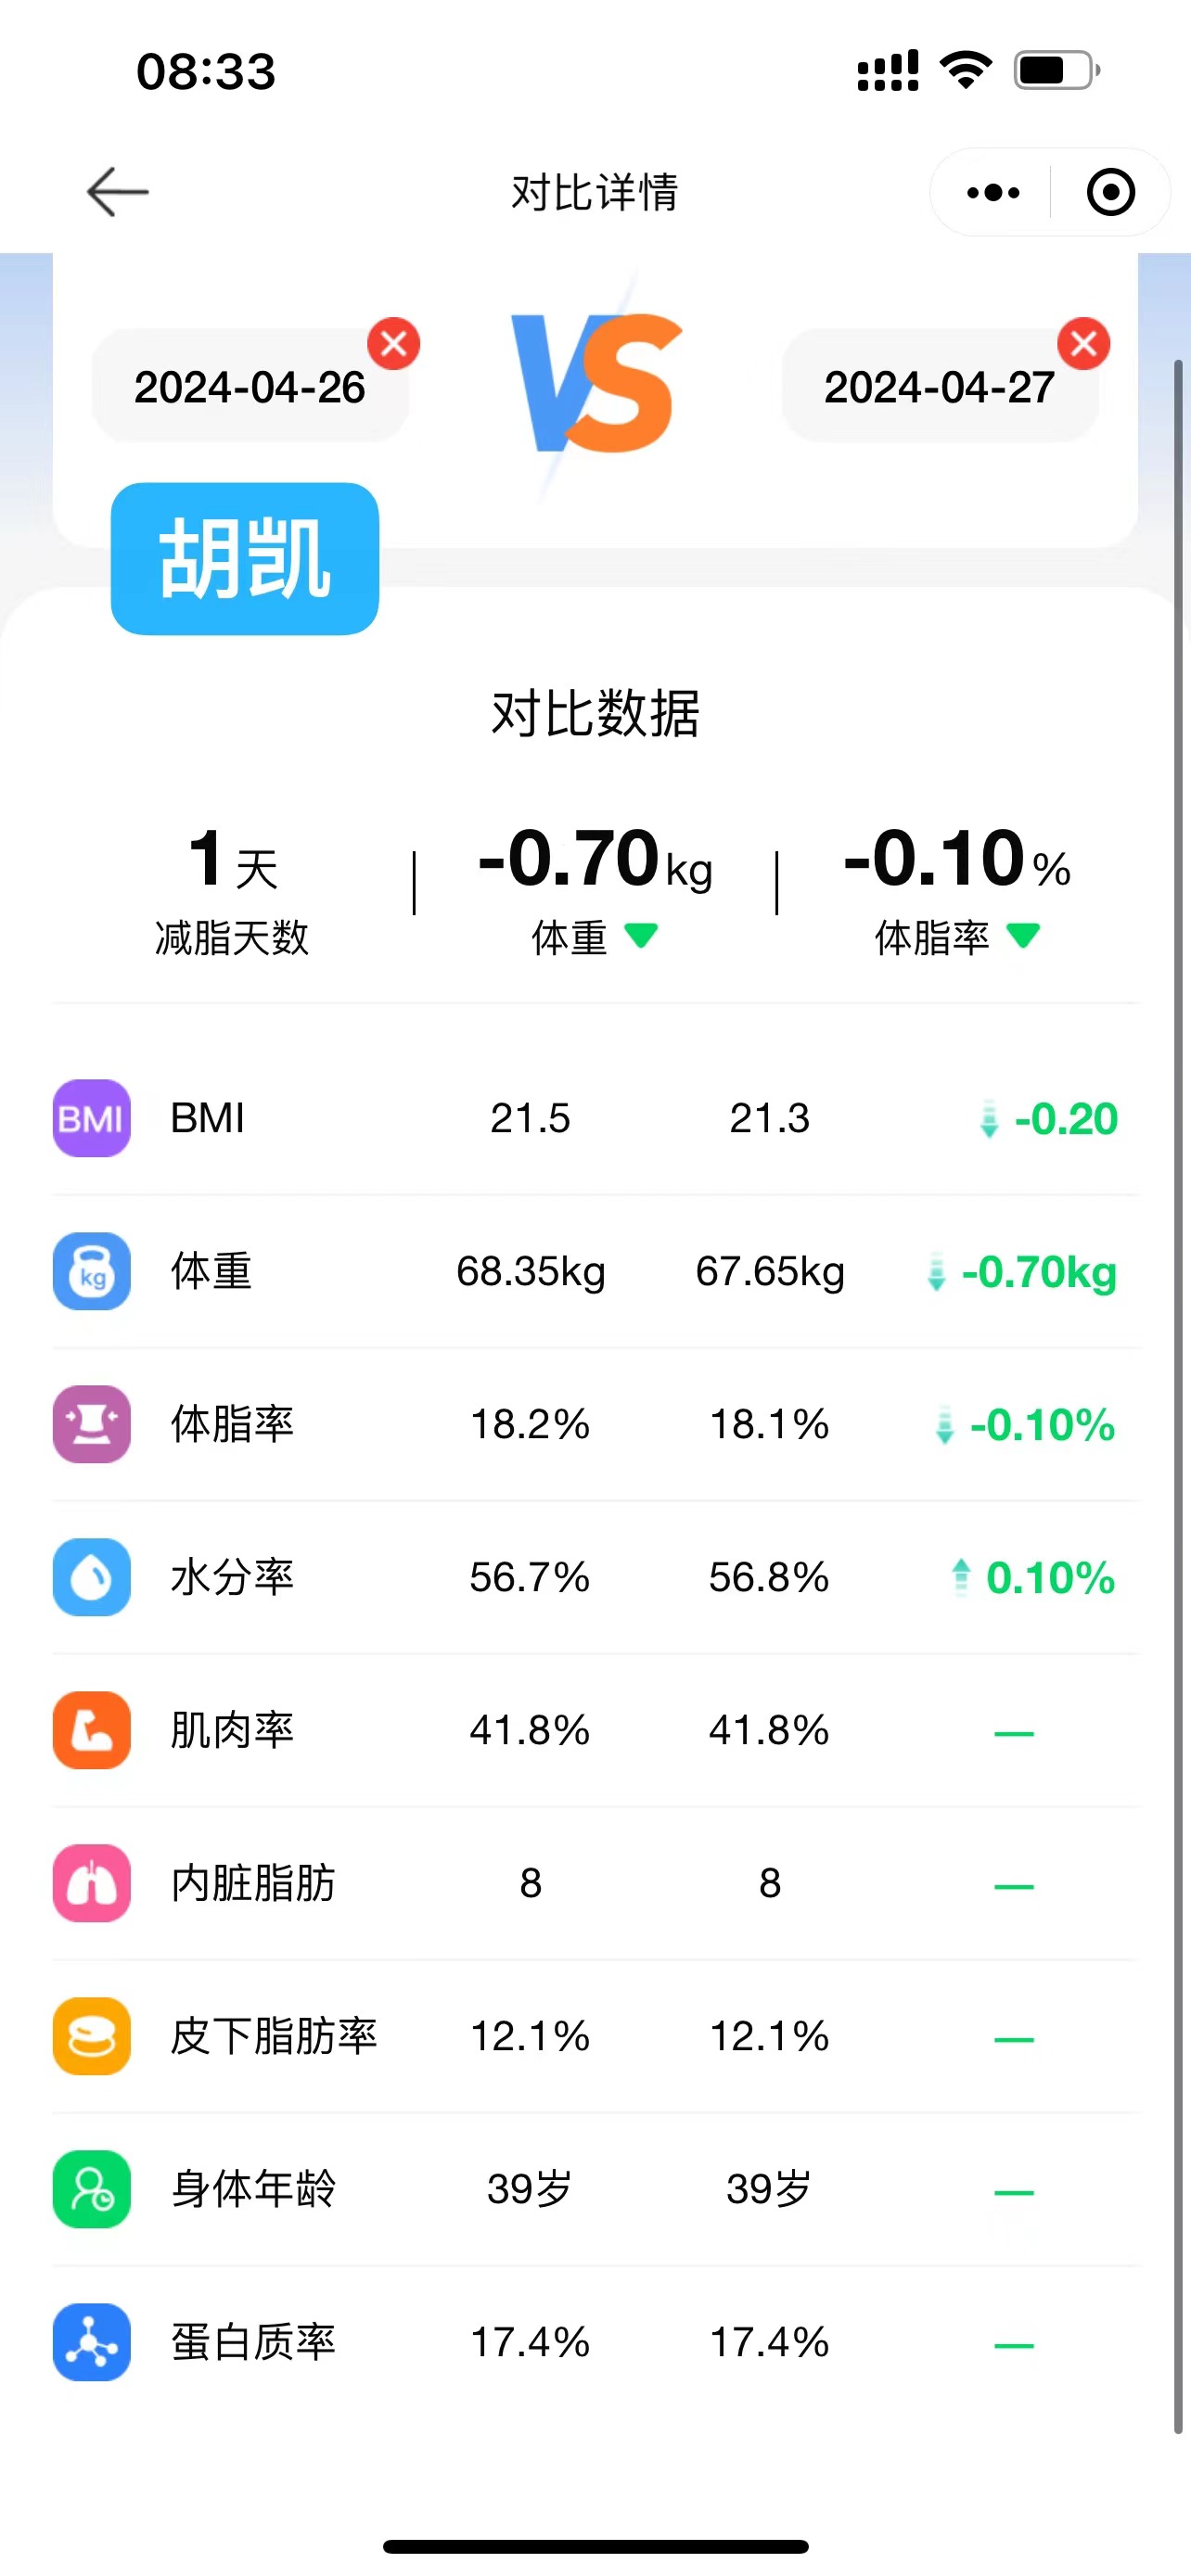 08:33
对比详情
2024-04-26
VS
2024-04-27
胡凯
对比数据
1天 -0.70kg -0.10%
减脂天数 体重 体脂率
BMI BMI 21.5 21.3 -0.20
kg 体重 68.35kg 67.65kg -0.70kg
体脂率 18.2% 18.1% -0.10%
水分率 56.7% 56.8% 0.10%
肌肉率 41.8% 41.8% —
内脏脂肪 8 8 —
皮下脂肪率 12.1% 12.1% —
身体年龄 39岁 39岁 —
蛋白质率 17.4% 17.4% —